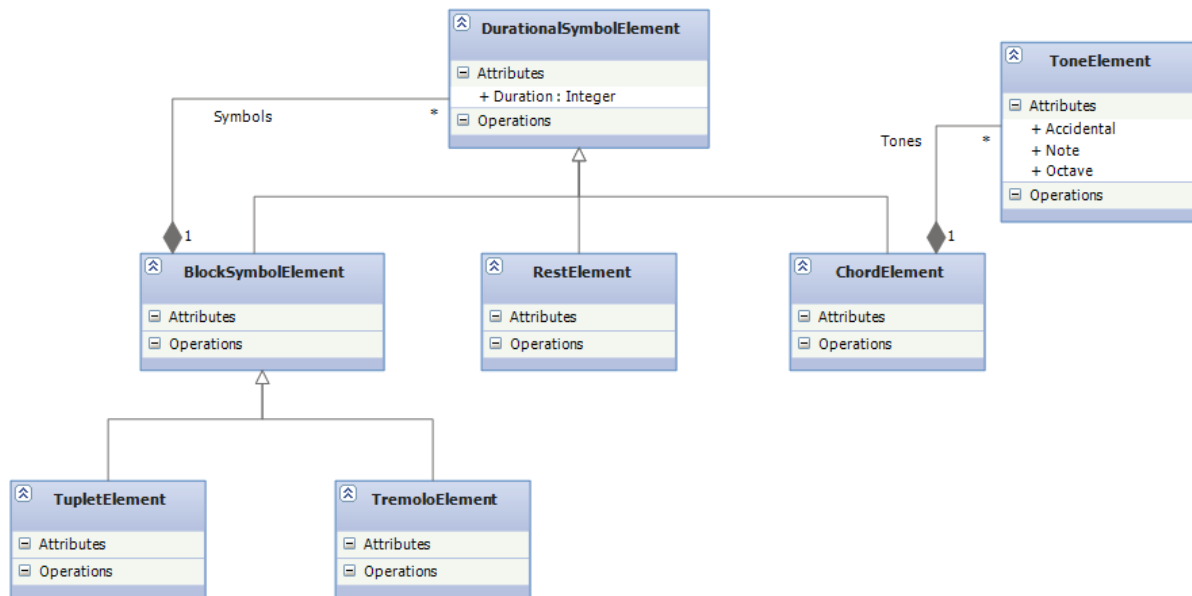 DurationalSymbolElement
Attributes
+ Duration : Integer
Operations
ToneElement
Attributes
+ Accidental
+ Note
+ Octave
Operations
Symbols
*
Tones
*
1
1
BlockSymbolElement
Attributes
Operations
RestElement
Attributes
Operations
ChordElement
Attributes
Operations
TupletElement
Attributes
Operations
TremoloElement
Attributes
Operations